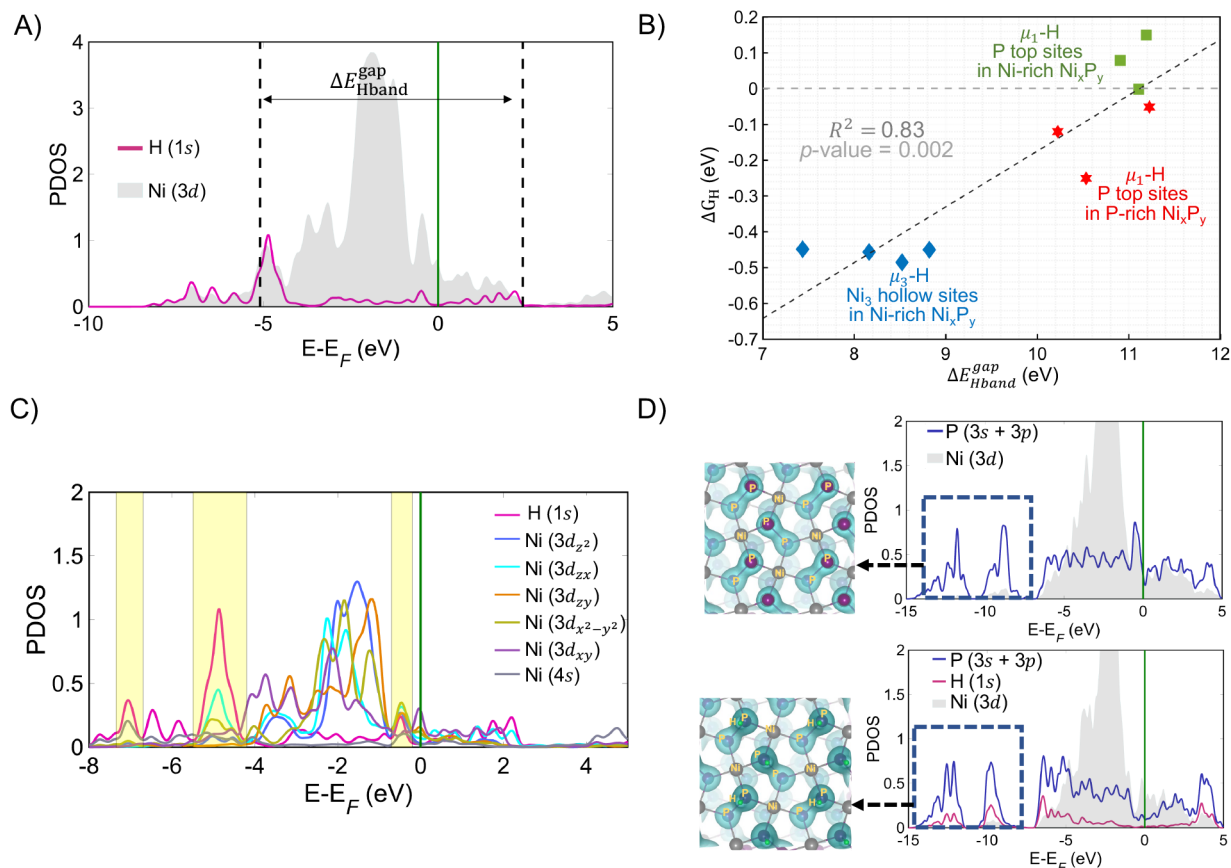 A)
4
3
2
1
0
PDOS
ΔE^gap_Hband
H (1s)
Ni (3d)
-10
-5
0
5
E-E_F (eV)
B)
0.2
0.1
0
-0.1
-0.2
-0.3
-0.4
-0.5
-0.6
-0.7
ΔG_H (eV)
μ₁-H
P top sites
in Ni-rich Ni_xP_y
R² = 0.83
p-value = 0.002
μ₁-H
P top sites
in P-rich Ni_xP_y
μ₃-H
Ni₃ hollow sites
in Ni-rich Ni_xP_y
7
8
9
10
11
12
ΔE^gap_Hband (eV)
C)
2
1.5
1
0.5
0
PDOS
H (1s)
Ni (3d_z²)
Ni (3d_zx)
Ni (3d_zy)
Ni (3d_x²−y²)
Ni (3d_xy)
Ni (4s)
-8
-6
-4
-2
0
2
4
E-E_F (eV)
D)
2
1.5
1
0.5
0
PDOS
P (3s + 3p)
Ni (3d)
-15
-10
-5
0
5
E-E_F (eV)
P
P
Ni
P
P
P
P
Ni
Ni
P
P
P
Ni
P
2
1.5
1
0.5
0
PDOS
P (3s + 3p)
H (1s)
Ni (3d)
-15
-10
-5
0
5
E-E_F (eV)